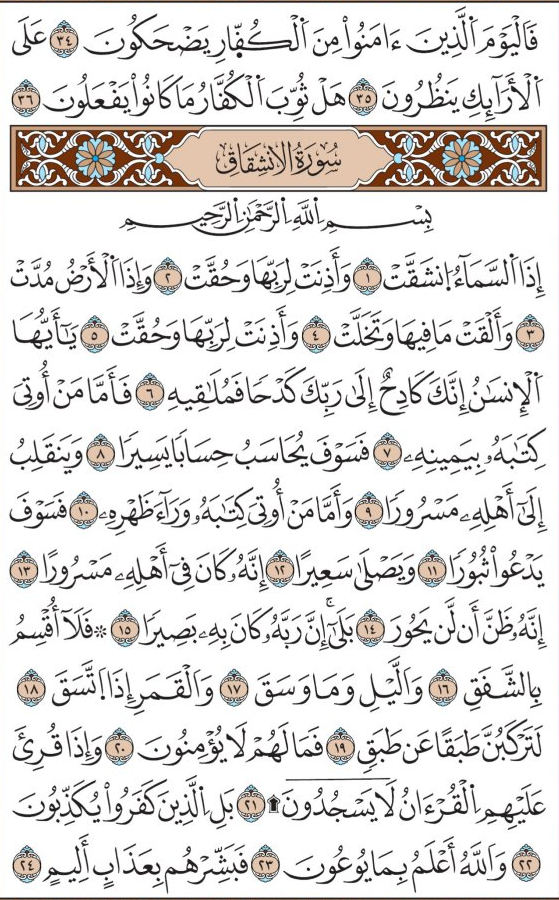 فَٱلۡيَوۡمَ ٱلَّذِينَ ءَامَنُواْ مِنَ ٱلۡكُفَّارِ يَضۡحَكُونَ ٣٤ عَلَى
ٱلۡأَرَآئِكِ يَنظُرُونَ ٣٥ هَلۡ ثُوِّبَ ٱلۡكُفَّارُ مَا كَانُواْ يَفۡعَلُونَ ٣٦
سُورَةُ الانشِقَاقِ
بِسۡمِ ٱللَّهِ ٱلرَّحۡمَٰنِ ٱلرَّحِيمِ
إِذَا ٱلسَّمَآءُ ٱنشَقَّتۡ ١ وَأَذِنَتۡ لِرَبِّهَا وَحُقَّتۡ ٢ وَإِذَا ٱلۡأَرۡضُ مُدَّتۡ
٣ وَأَلۡقَتۡ مَا فِيهَا وَتَخَلَّتۡ ٤ وَأَذِنَتۡ لِرَبِّهَا وَحُقَّتۡ ٥ يَٰٓأَيُّهَا
ٱلۡإِنسَٰنُ إِنَّكَ كَادِحٌ إِلَىٰ رَبِّكَ كَدۡحٗا فَمُلَٰقِيهِ ٦ فَأَمَّا مَنۡ أُوتِيَ
كِتَٰبَهُۥ بِيَمِينِهِۦ ٧ فَسَوۡفَ يُحَاسَبُ حِسَابٗا يَسِيرٗا ٨ وَيَنقَلِبُ
إِلَىٰٓ أَهۡلِهِۦ مَسۡرُورٗا ٩ وَأَمَّا مَنۡ أُوتِيَ كِتَٰبَهُۥ وَرَآءَ ظَهۡرِهِۦ ١٠ فَسَوۡفَ
يَدۡعُواْ ثُبُورٗا ١١ وَيَصۡلَىٰ سَعِيرًا ١٢ إِنَّهُۥ كَانَ فِيٓ أَهۡلِهِۦ مَسۡرُورًا ١٣
إِنَّهُۥ ظَنَّ أَن لَّن يَحُورَ ١٤ بَلَىٰٓۚ إِنَّ رَبَّهُۥ كَانَ بِهِۦ بَصِيرٗا ١٥ ۞ فَلَآ أُقۡسِمُ
بِٱلشَّفَقِ ١٦ وَٱلَّيۡلِ وَمَا وَسَقَ ١٧ وَٱلۡقَمَرِ إِذَا ٱتَّسَقَ ١٨
لَتَرۡكَبُنَّ طَبَقًا عَن طَبَقٖ ١٩ فَمَا لَهُمۡ لَا يُؤۡمِنُونَ ٢٠ وَإِذَا قُرِئَ
عَلَيۡهِمُ ٱلۡقُرۡءَانُ لَا يَسۡجُدُونَ۩ ٢١ بَلِ ٱلَّذِينَ كَفَرُواْ يُكَذِّبُونَ
٢٢ وَٱللَّهُ أَعۡلَمُ بِمَا يُوعُونَ ٢٣ فَبَشِّرۡهُم بِعَذَابٍ أَلِيمٍ ٢٤